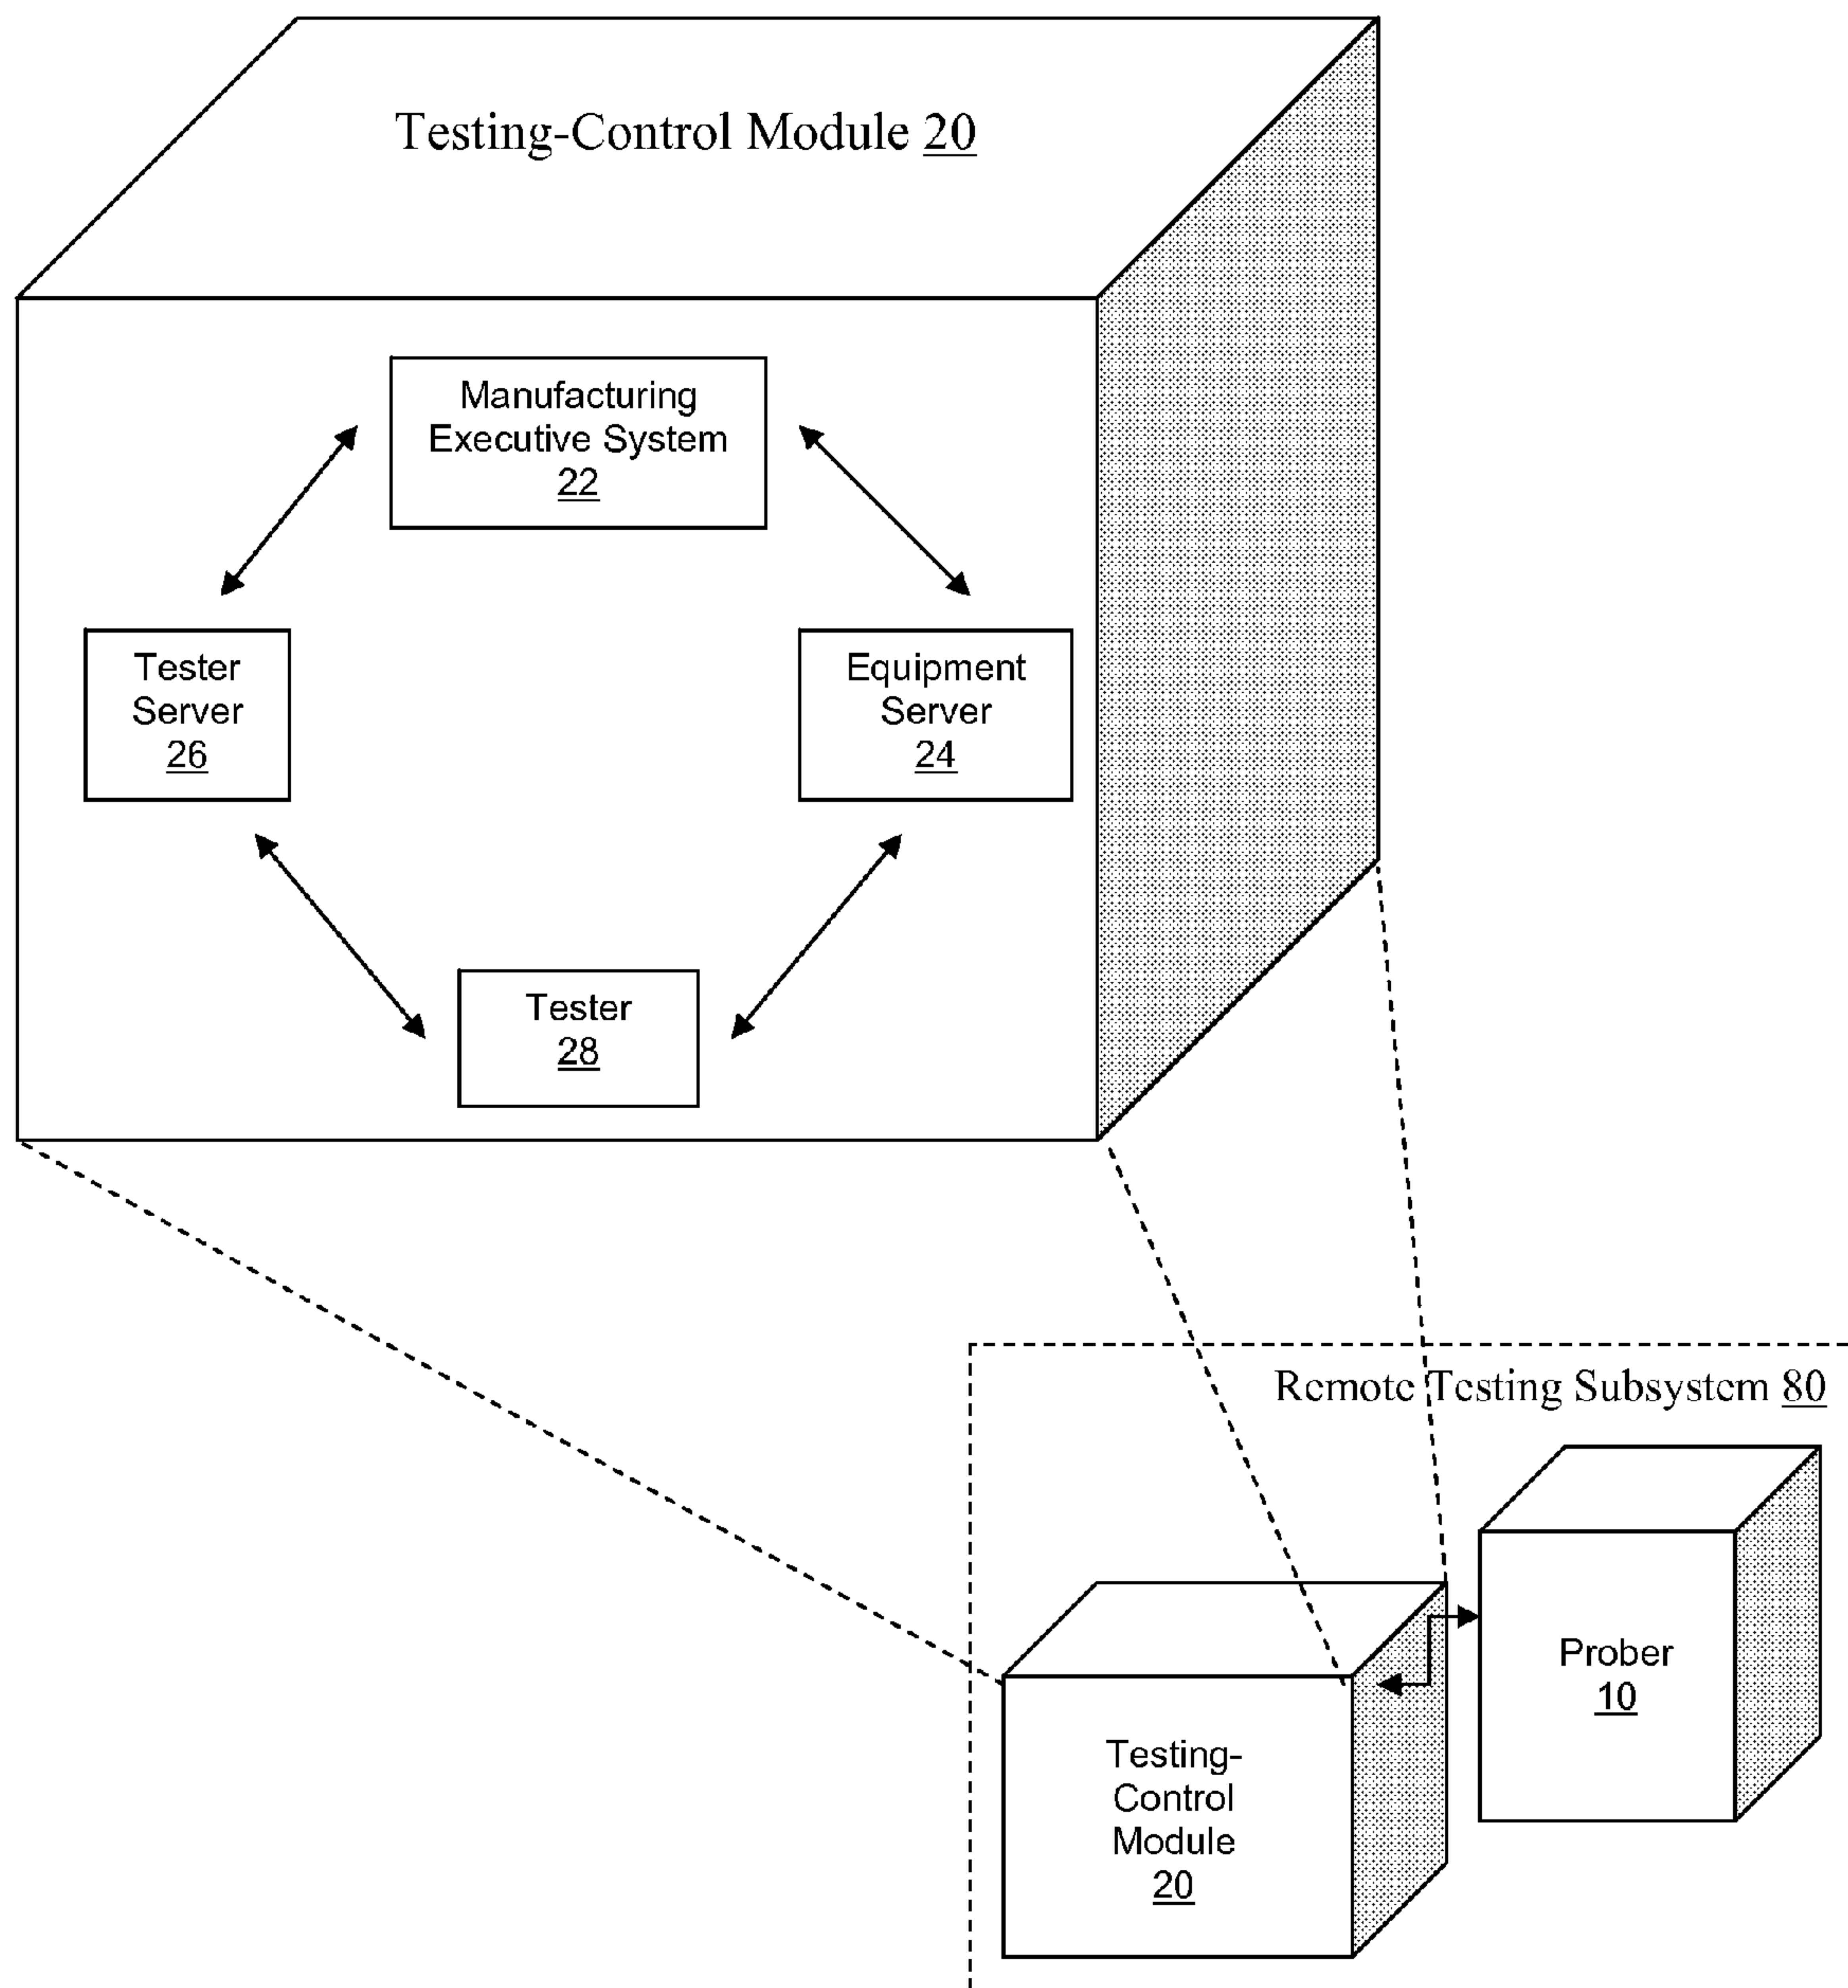 Testing-Control Module 20
Manufacturing
Executive System
22
Tester
Server
26
Equipment
Server
24
Tester
28
Remote Testing Subsystem 80
Prober
10
Testing-
Control
Module
20